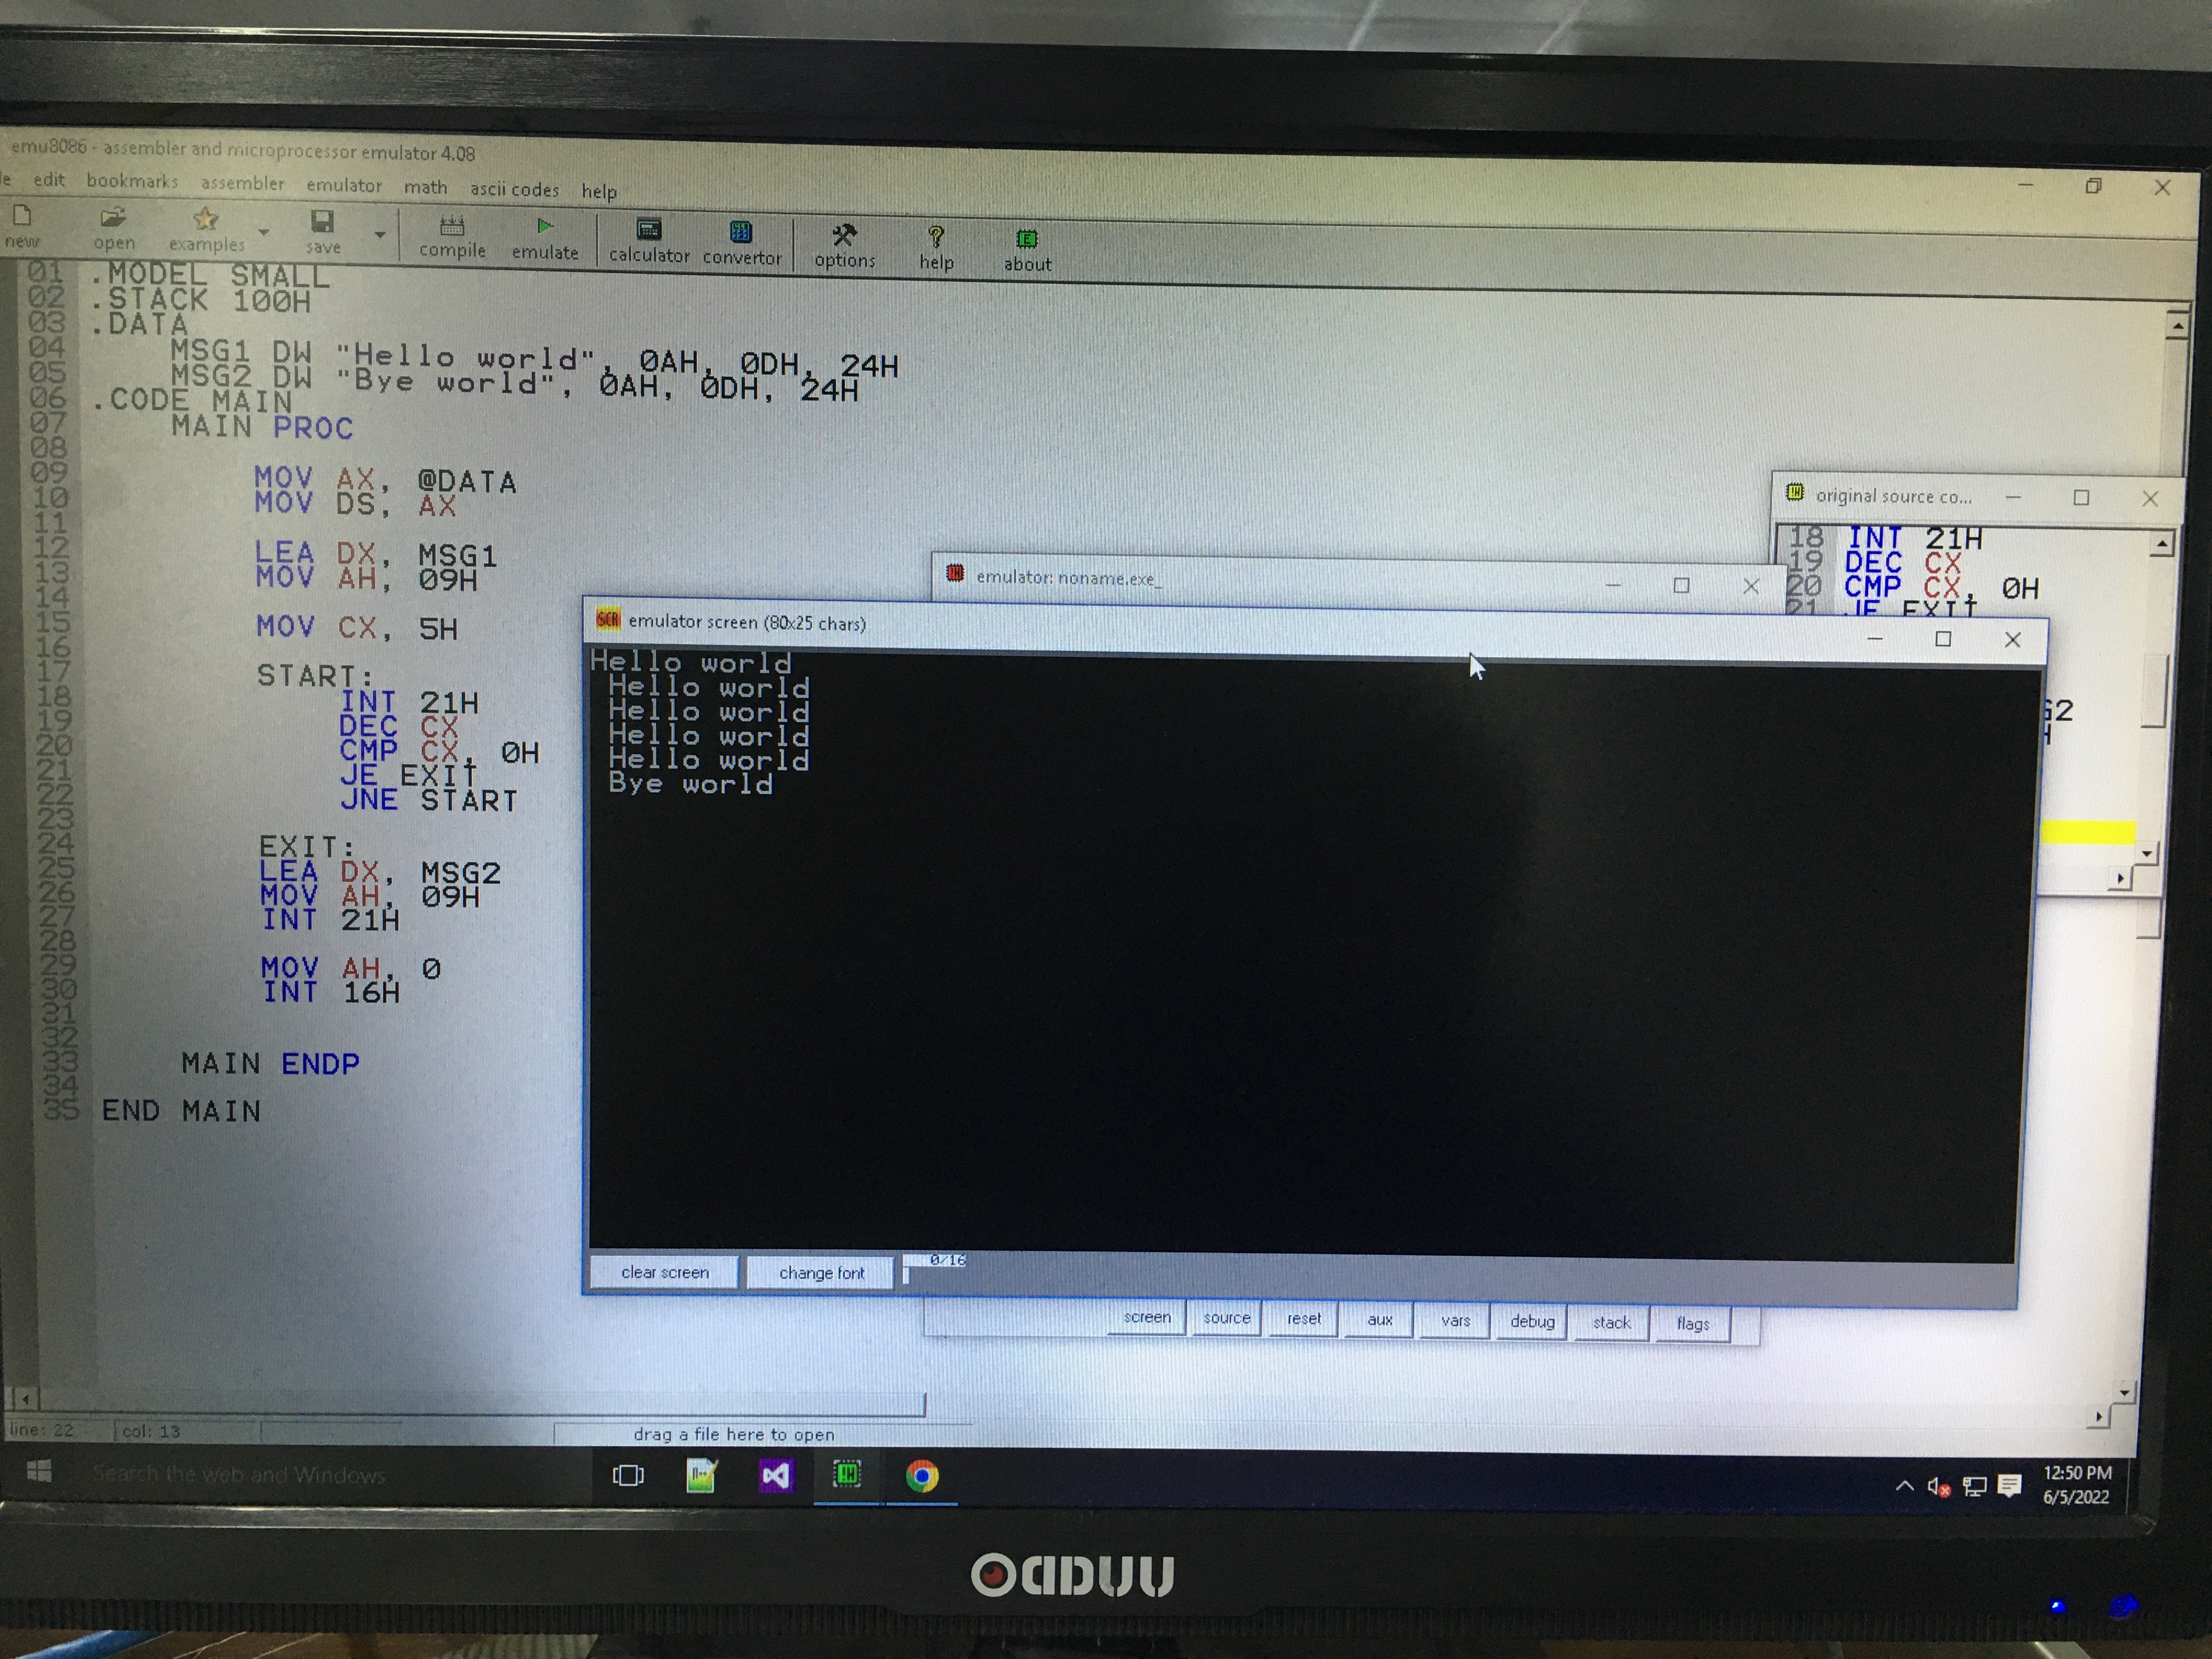 emu8086 - assembler and microprocessor emulator 4.08
edit bookmarks assembler emulator math ascii codes help
new open examples save compile emulate calculator convertor options help about
01 .MODEL SMALL
02 .STACK 100H
03 .DATA
04 MSG1 DW "Hello world", 0AH, 0DH, 24H
05 MSG2 DW "Bye world", 0AH, 0DH, 24H
06 .CODE MAIN
07 MAIN PROC
08
09 MOV AX, @DATA
10 MOV DS, AX
11
12 LEA DX, MSG1
13 MOV AH, 09H
14
15 MOV CX, 5H
16
17 START:
18 INT 21H
19 DEC CX
20 CMP CX, 0H
21 JE EXIT
22 JNE START
23
24 EXIT:
25 LEA DX, MSG2
26 MOV AH, 09H
27 INT 21H
28
29 MOV AH, 0
30 INT 16H
31
32
33 MAIN ENDP
34
35 END MAIN
original source co...
18 INT 21H
19 DEC CX
20 CMP CX, 0H
21 JE EXIT
emulator: noname.exe_
SCR emulator screen (80x25 chars)
Hello world
Hello world
Hello world
Hello world
Hello world
Bye world
clear screen change font 0/16
screen source reset aux vars debug stack flags
line: 22 col: 13 drag a file here to open
Search the web and Windows
12:50 PM
6/5/2022